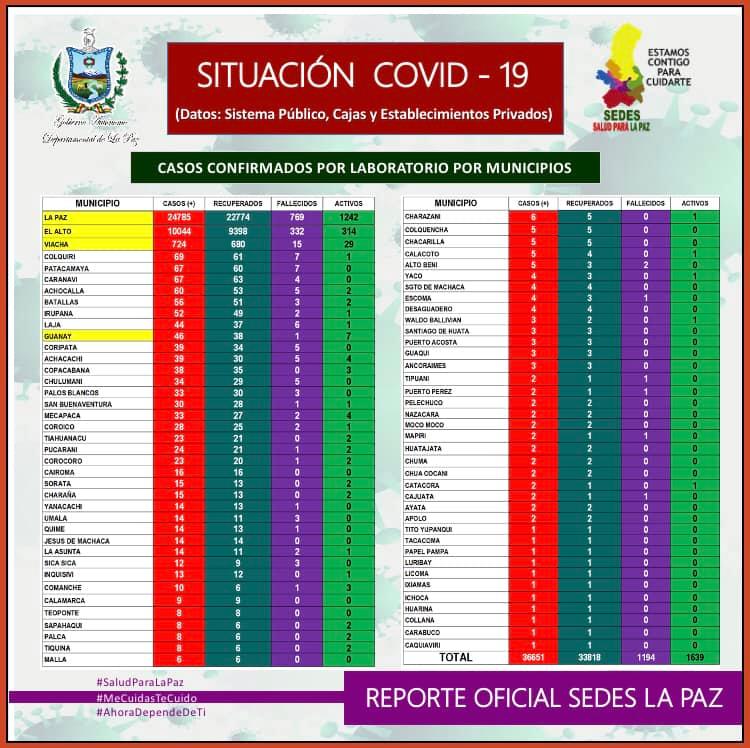 SITUACIÓN COVID - 19
(Datos: Sistema Público, Cajas y Establecimientos Privados)
Gobierno Autónomo
Departamental de La Paz
ESTAMOS
CONTIGO
PARA
CUIDARTE
SEDES
SALUD PARA LA PAZ
CASOS CONFIRMADOS POR LABORATORIO POR MUNICIPIOS
MUNICIPIO CASOS (+) RECUPERADOS FALLECIDOS ACTIVOS
LA PAZ 24785 22774 769 1242
EL ALTO 10044 9398 332 314
VIACHA 724 680 15 29
COLQUIRI 69 61 7 1
PATACAMAYA 67 60 7 0
CARANAVI 67 63 4 0
ACHOCALLA 60 53 5 2
BATALLAS 56 51 3 2
IRUPANA 52 49 2 1
LAJA 44 37 6 1
GUANAY 46 38 1 7
CORIPATA 39 34 5 0
ACHACACHI 39 30 5 4
COPACABANA 38 35 0 3
CHULUMANI 34 29 5 0
PALOS BLANCOS 33 30 3 0
SAN BUENAVENTURA 30 28 1 1
MECAPACA 33 27 2 4
COROICO 28 25 2 1
TIAHUANACU 23 21 0 2
PUCARANI 24 21 1 2
COROCORO 23 20 1 2
CAIROMA 16 16 0 0
SORATA 15 13 0 2
CHARAÑA 15 13 0 2
YANACACHI 14 13 1 0
UMALA 14 11 3 0
QUIME 14 13 1 0
JESUS DE MACHACA 14 14 0 0
LA ASUNTA 14 11 2 1
SICA SICA 12 9 3 0
INQUISIVI 13 12 0 1
COMANCHE 10 6 1 3
CALAMARCA 9 9 0 0
TEOPONTE 8 8 0 0
SAPAHAQUI 8 6 0 2
PALCA 8 6 0 2
TIQUINA 8 6 0 2
MALLA 6 6 0 0
MUNICIPIO CASOS (+) RECUPERADOS FALLECIDOS ACTIVOS
CHARAZANI 6 5 0 1
COLQUENCHA 5 5 0 0
CHACARILLA 5 5 0 0
CALACOTO 5 4 0 1
ALTO BENI 5 3 2 0
YACO 4 3 0 1
SGTO DE MACHACA 4 4 0 0
ESCOMA 4 3 1 0
DESAGUADERO 4 4 0 0
WALDO BALLIVIAN 3 2 0 1
SANTIAGO DE HUATA 3 3 0 0
PUERTO ACOSTA 3 3 0 0
GUAQUI 3 3 0 0
ANCORAIMES 3 3 0 0
TIPUANI 2 1 1 0
PUERTO PEREZ 2 1 1 0
PELECHUCO 2 2 0 0
NAZACARA 2 2 0 0
MOCO MOCO 2 2 0 0
MAPIRI 2 1 1 0
HUATAJATA 2 2 0 0
CHUMA 2 2 0 0
CHUA COCANI 2 2 0 0
CATACORA 2 1 0 1
CAJUATA 2 1 1 0
AYATA 2 2 0 0
APOLO 2 2 0 0
TITO YUPANQUI 1 1 0 0
TACACOMA 1 1 0 0
PAPEL PAMPA 1 1 0 0
LURIBAY 1 1 0 0
LICOMA 1 1 0 0
IXIAMAS 1 1 0 0
ICHOCA 1 1 0 0
HUARINA 1 1 0 0
COLLANA 1 1 0 0
CARABUCO 1 1 0 0
CAQUIAVIRI 1 1 0 0
TOTAL 36651 33818 1194 1639
#SaludParaLaPaz
#MeCuidasTeCuido
#AhoraDependeDeTi
REPORTE OFICIAL SEDES LA PAZ